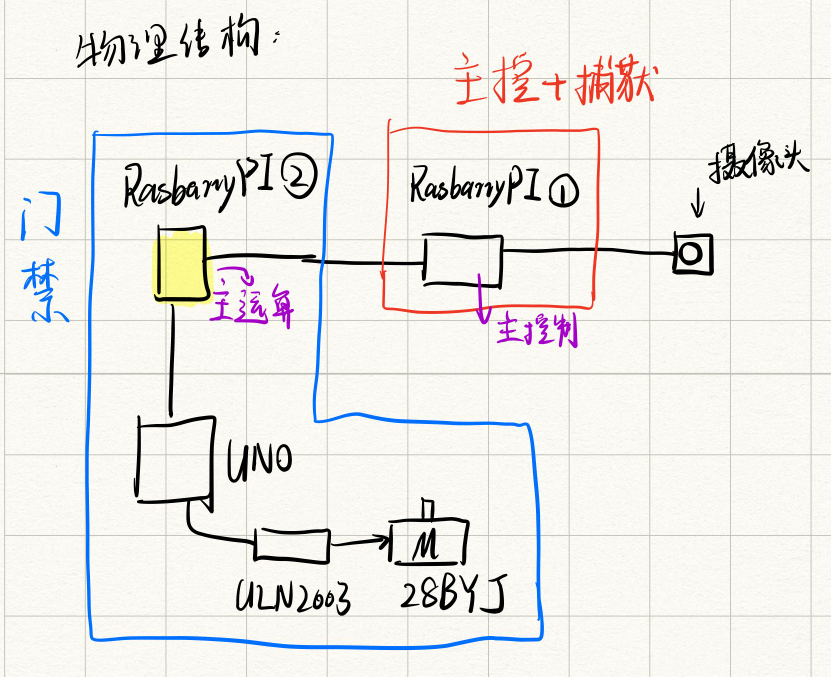 物理结构:
主控+捕获
摄像头
RasbarryPI②
RasbarryPI①
门禁
主运算
主控制
UNO
ULN2003
28BYJ
M